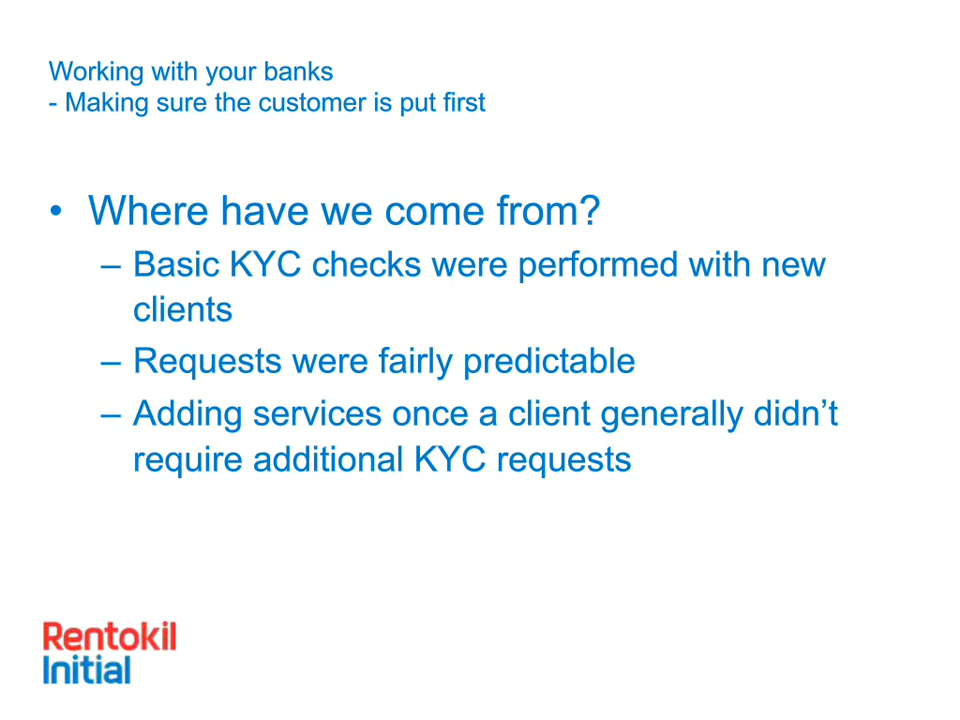 Working with your banks
- Making sure the customer is put first
• Where have we come from?
– Basic KYC checks were performed with new
clients
– Requests were fairly predictable
– Adding services once a client generally didn’t
require additional KYC requests
Rentokil
Initial